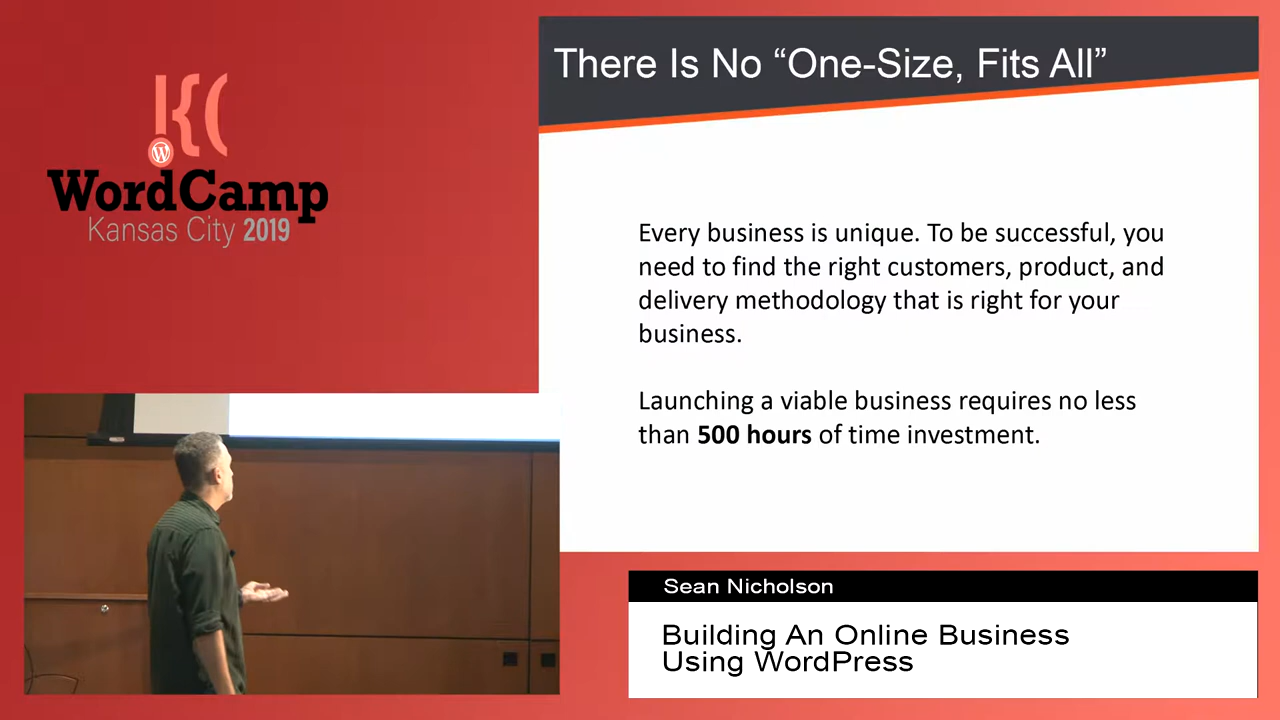 KC
WordCamp
Kansas City 2019
There Is No “One-Size, Fits All”
Every business is unique. To be successful, you
need to find the right customers, product, and
delivery methodology that is right for your
business.
Launching a viable business requires no less
than 500 hours of time investment.
Sean Nicholson
Building An Online Business
Using WordPress